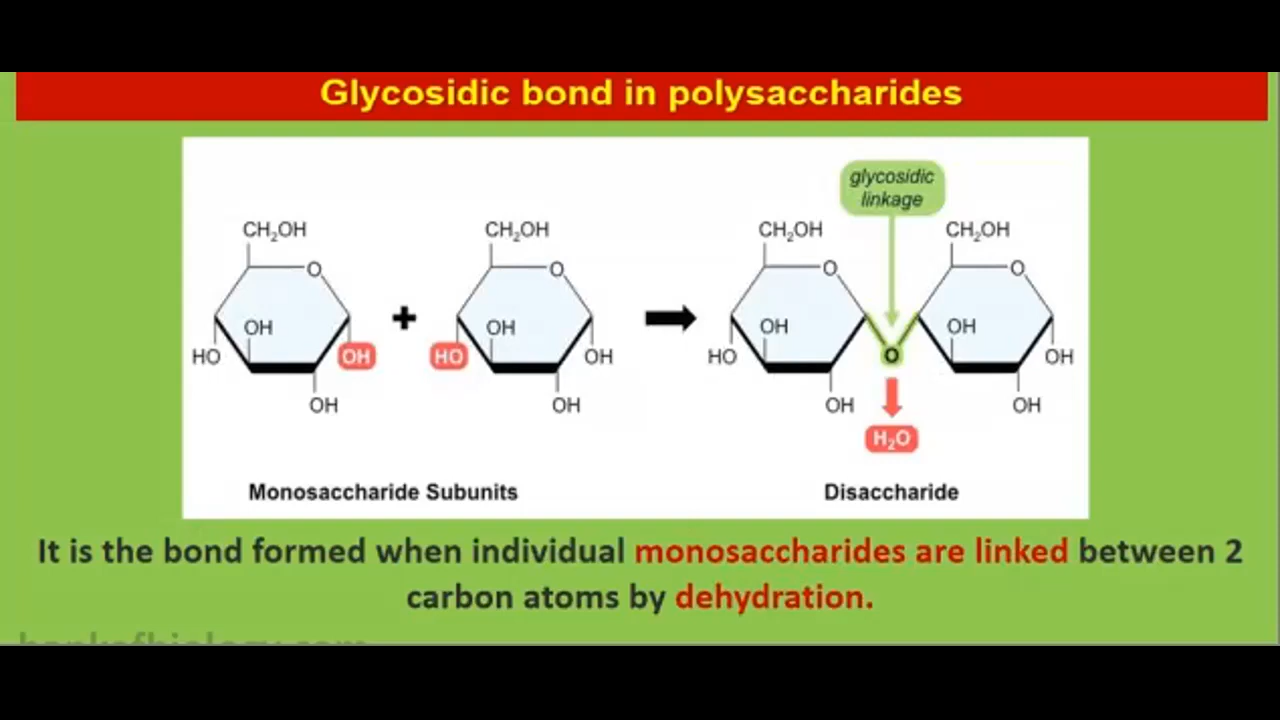 Glycosidic bond in polysaccharides
glycosidic
linkage
CH₂OH
CH₂OH
CH₂OH
CH₂OH
O
O
O
O
OH
OH
OH
OH
HO
OH
HO
OH
HO
O
OH
OH
OH
OH
OH
H₂O
Monosaccharide Subunits
Disaccharide
It is the bond formed when individual monosaccharides are linked between 2
carbon atoms by dehydration.